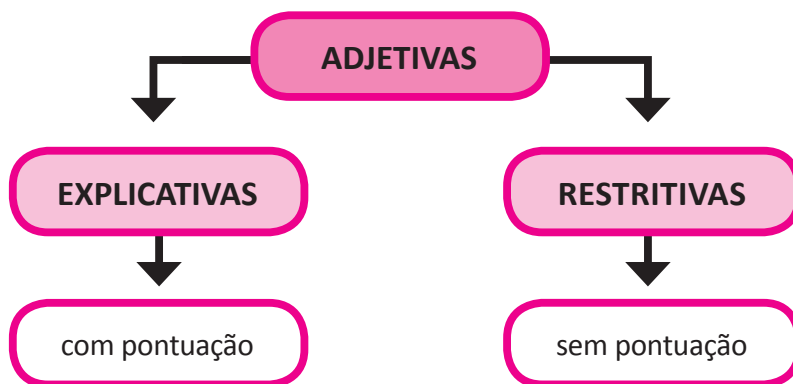 ADJETIVAS
EXPLICATIVAS
RESTRITIVAS
com pontuação
sem pontuação